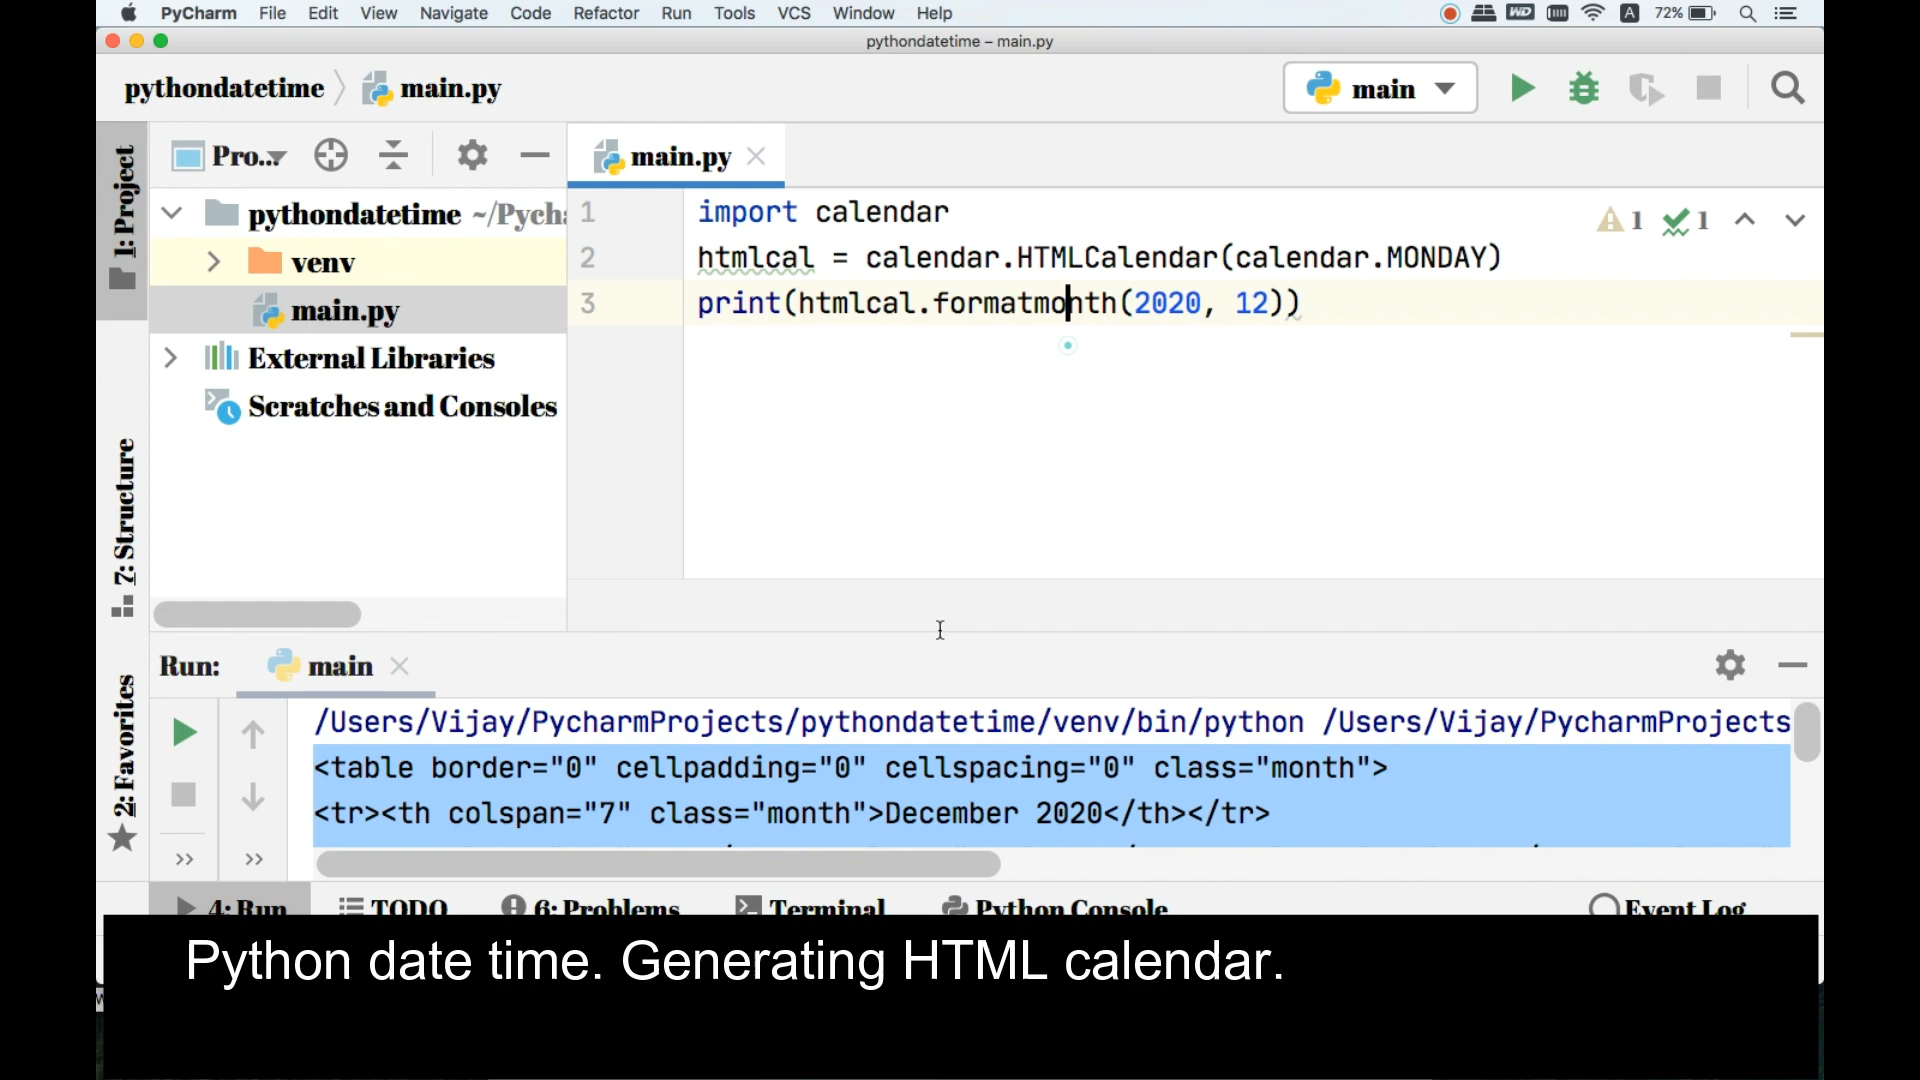 PyCharm File Edit View Navigate Code Refactor Run Tools VCS Window Help WD A 72%
pythondatetime – main.py
pythondatetime main.py main
1: Project
Pro... main.py
pythondatetime ~/Pycha
venv
main.py
External Libraries
Scratches and Consoles
1 import calendar
2 htmlcal = calendar.HTMLCalendar(calendar.MONDAY)
3 print(htmlcal.formatmonth(2020, 12))
1 1
7: Structure
2: Favorites
Run: main
/Users/Vijay/PycharmProjects/pythondatetime/venv/bin/python /Users/Vijay/PycharmProjects
<table border="0" cellpadding="0" cellspacing="0" class="month">
<tr><th colspan="7" class="month">December 2020</th></tr>
4: Run TODO 6: Problems Terminal Python Console Event Log
Python date time. Generating HTML calendar.